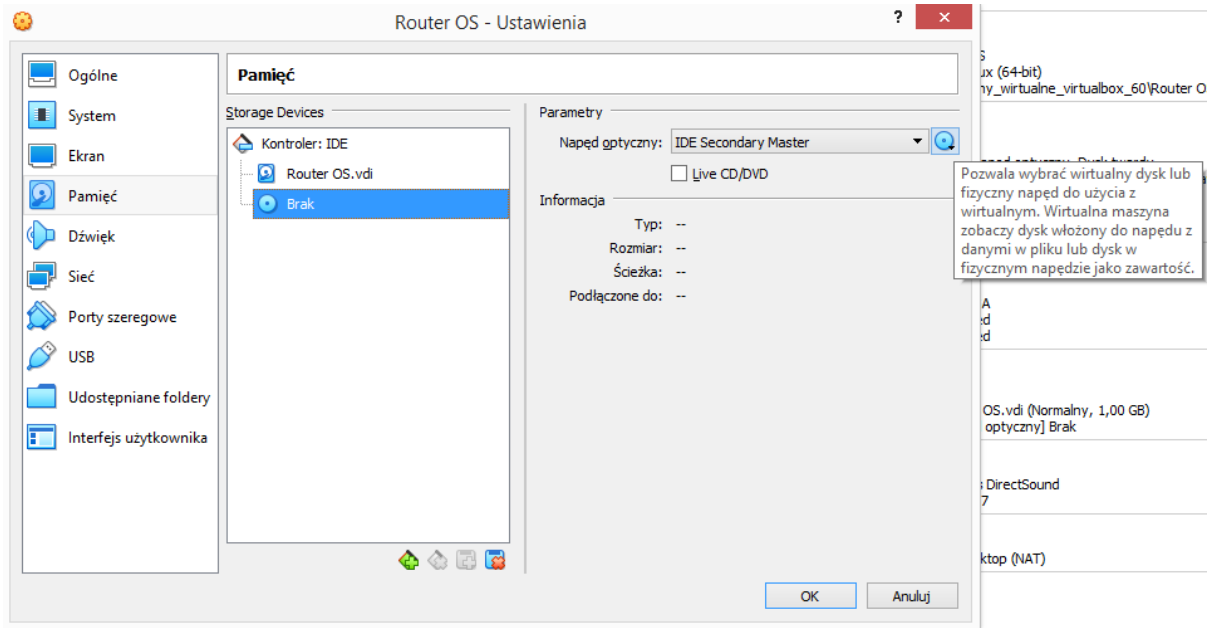 Router OS - Ustawienia
?
Ogólne
System
Ekran
Pamięć
Dźwięk
Sieć
Porty szeregowe
USB
Udostępniane foldery
Interfejs użytkownika
Pamięć
Storage Devices
Kontroler: IDE
Router OS.vdi
Brak
Parametry
Napęd optyczny: IDE Secondary Master
Live CD/DVD
Informacja
Typ: --
Rozmiar: --
Ścieżka: --
Podłączone do: --
Pozwala wybrać wirtualny dysk lub
fizyczny napęd do użycia z
wirtualnym. Wirtualna maszyna
zobaczy dysk włożony do napędu z
danymi w pliku lub dysk w
fizycznym napędzie jako zawartość.
OK
Anuluj
(64-bit)
ny_wirtualne_virtualbox_60\Router O
A
OS.vdi (Normalny, 1,00 GB)
optyczny] Brak
DirectSound
7
ktop (NAT)